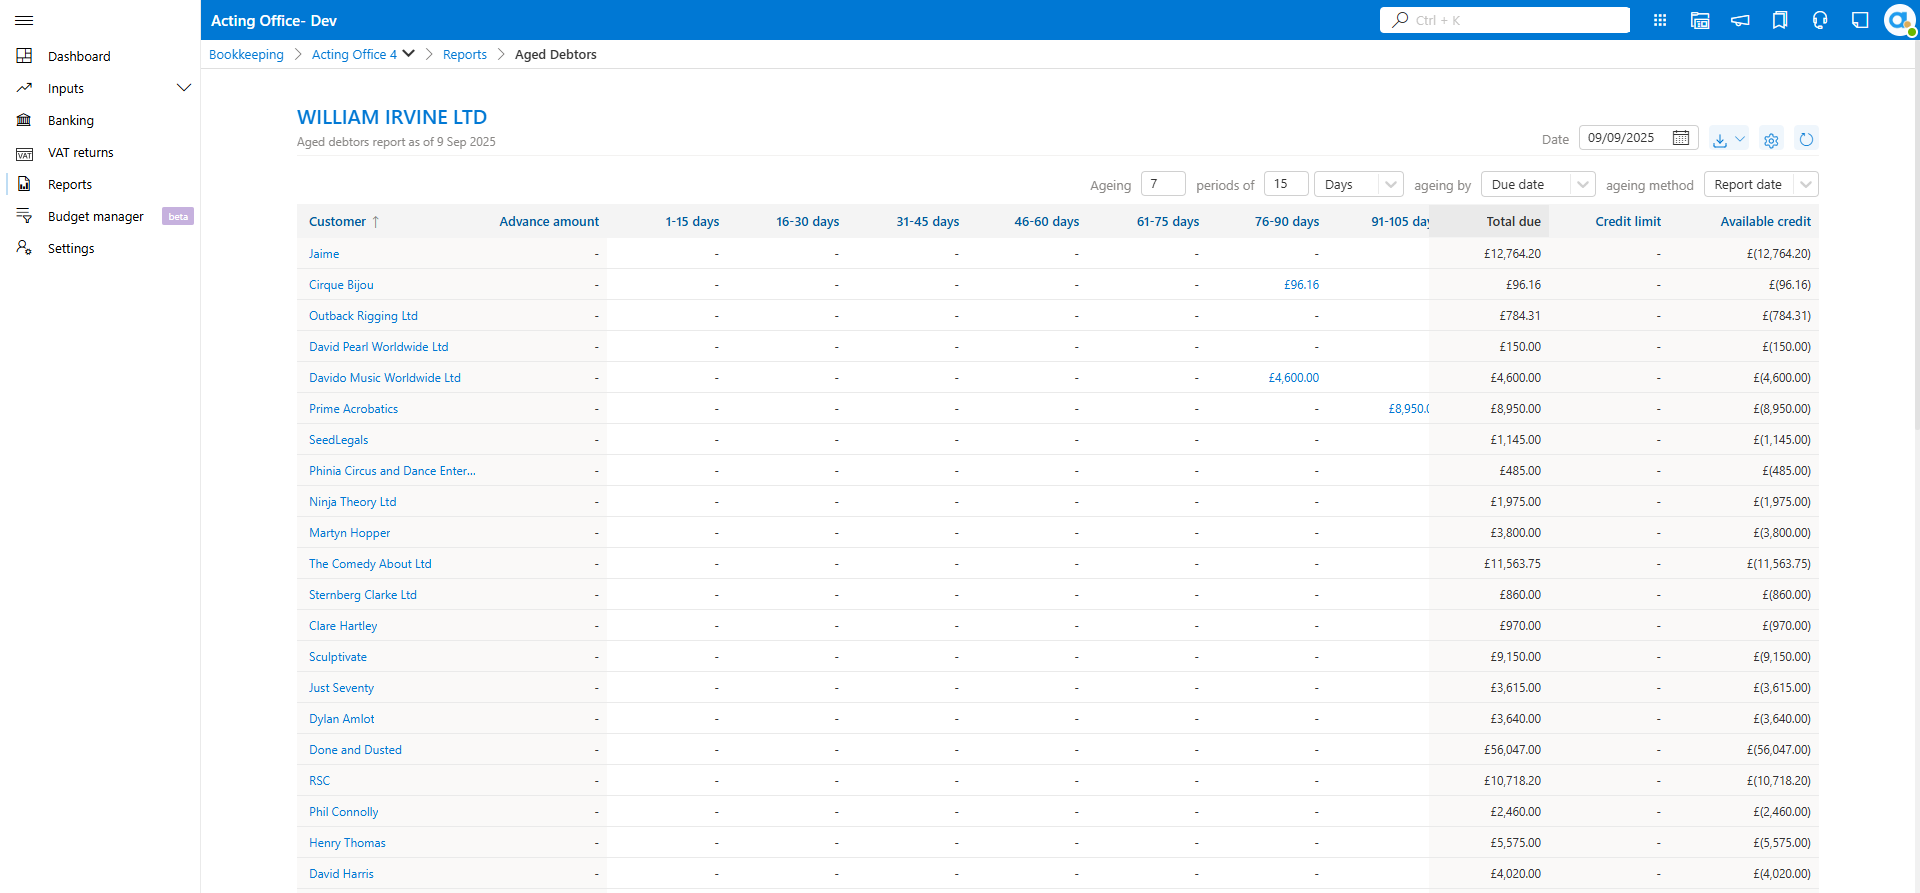 Acting Office- Dev
Ctrl + K
Dashboard
Inputs
Banking
VAT returns
Reports
Budget manager beta
Settings
Bookkeeping Acting Office 4 Reports Aged Debtors
WILLIAM IRVINE LTD
Aged debtors report as of 9 Sep 2025
Date 09/09/2025
Ageing 7 periods of 15 Days ageing by Due date ageing method Report date
Customer ↑ Advance amount 1-15 days 16-30 days 31-45 days 46-60 days 61-75 days 76-90 days 91-105 day Total due Credit limit Available credit
Jaime - - - - - - - £12,764.20 - £(12,764.20)
Cirque Bijou - - - - - - £96.16 £96.16 - £(96.16)
Outback Rigging Ltd - - - - - - - £784.31 - £(784.31)
David Pearl Worldwide Ltd - - - - - - - £150.00 - £(150.00)
Davido Music Worldwide Ltd - - - - - - £4,600.00 £4,600.00 - £(4,600.00)
Prime Acrobatics - - - - - - - £8,950.0 £8,950.00 - £(8,950.00)
SeedLegals - - - - - - - £1,145.00 - £(1,145.00)
Phinia Circus and Dance Enter... - - - - - - - £485.00 - £(485.00)
Ninja Theory Ltd - - - - - - - £1,975.00 - £(1,975.00)
Martyn Hopper - - - - - - - £3,800.00 - £(3,800.00)
The Comedy About Ltd - - - - - - - £11,563.75 - £(11,563.75)
Sternberg Clarke Ltd - - - - - - - £860.00 - £(860.00)
Clare Hartley - - - - - - - £970.00 - £(970.00)
Sculptivate - - - - - - - £9,150.00 - £(9,150.00)
Just Seventy - - - - - - - £3,615.00 - £(3,615.00)
Dylan Amlot - - - - - - - £3,640.00 - £(3,640.00)
Done and Dusted - - - - - - - £56,047.00 - £(56,047.00)
RSC - - - - - - - £10,718.20 - £(10,718.20)
Phil Connolly - - - - - - - £2,460.00 - £(2,460.00)
Henry Thomas - - - - - - - £5,575.00 - £(5,575.00)
David Harris - - - - - - - £4,020.00 - £(4,020.00)